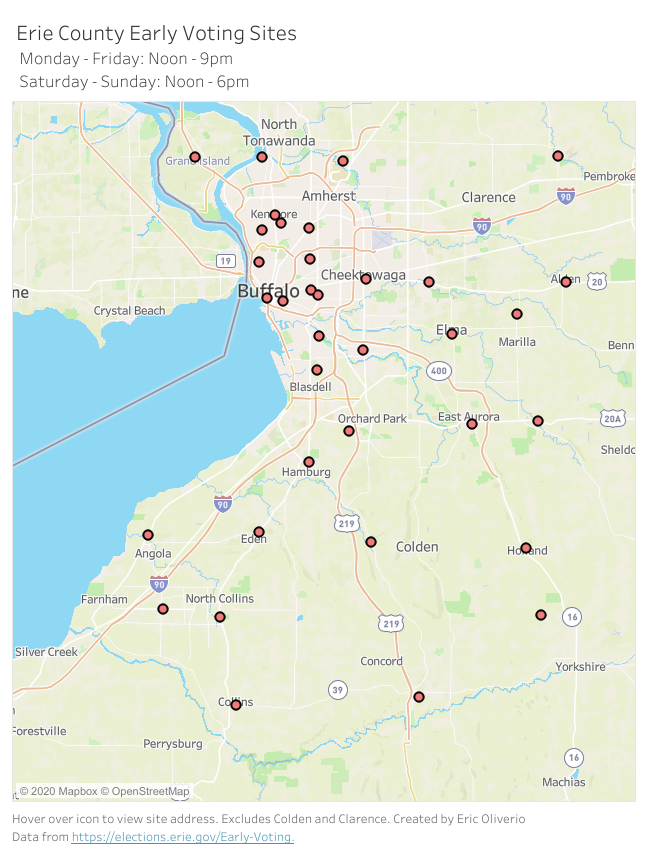 Erie County Early Voting Sites
Monday - Friday: Noon - 9pm
Saturday - Sunday: Noon - 6pm
North
Tonawanda
Grand Island
Pembroke
Amherst
Clarence
90
Kenmore
90
19
Cheektowaga
Alden
20
ne
Buffalo
Crystal Beach
Elma
Marilla
Benn
400
Blasdell
Orchard Park
East Aurora
20A
Sheldo
Hamburg
90
219
Eden
Colden
Holland
Angola
90
Farnham
North Collins
16
219
Silver Creek
Concord
Yorkshire
39
Collins
Forestville
Perrysburg
16
Machias
© 2020 Mapbox © OpenStreetMap
Hover over icon to view site address. Excludes Colden and Clarence. Created by Eric Oliverio
Data from https://elections.erie.gov/Early-Voting.